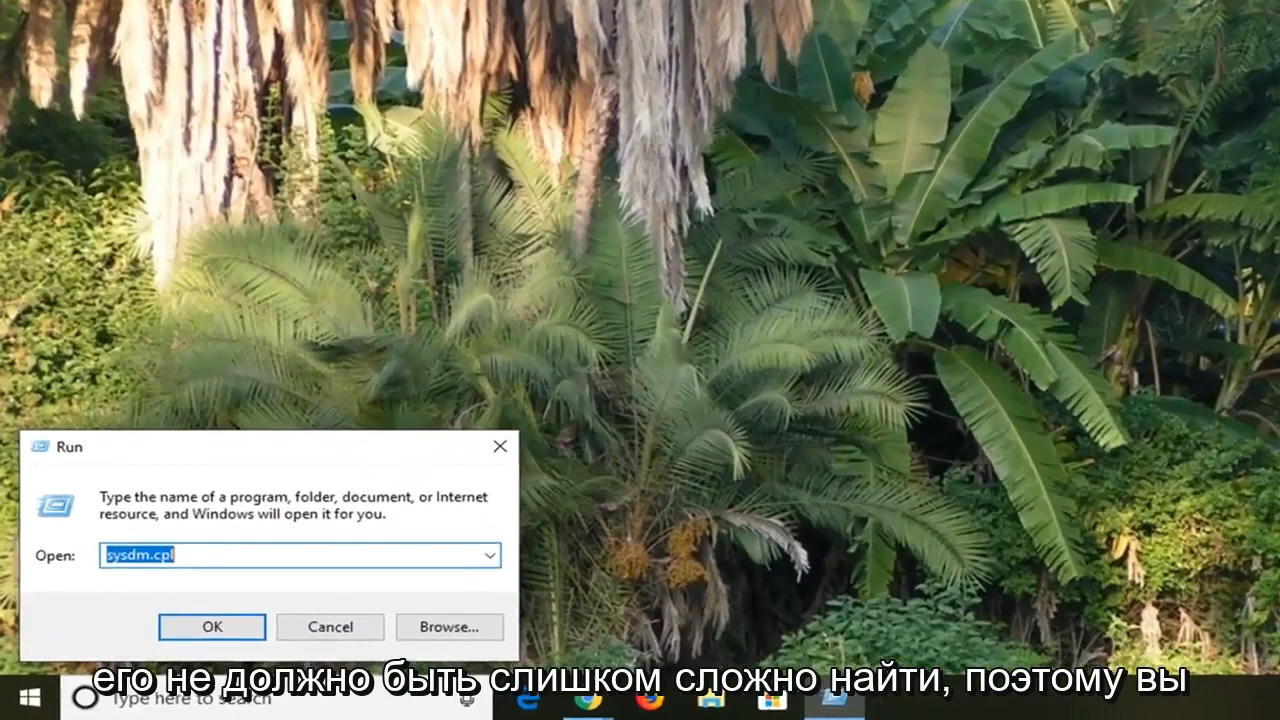 Run
Type the name of a program, folder, document, or Internet
resource, and Windows will open it for you.
Open:
sysdm.cpl
OK
Cancel
Browse...
его не должно быть слишком сложно найти, поэтому вы
Type here to search